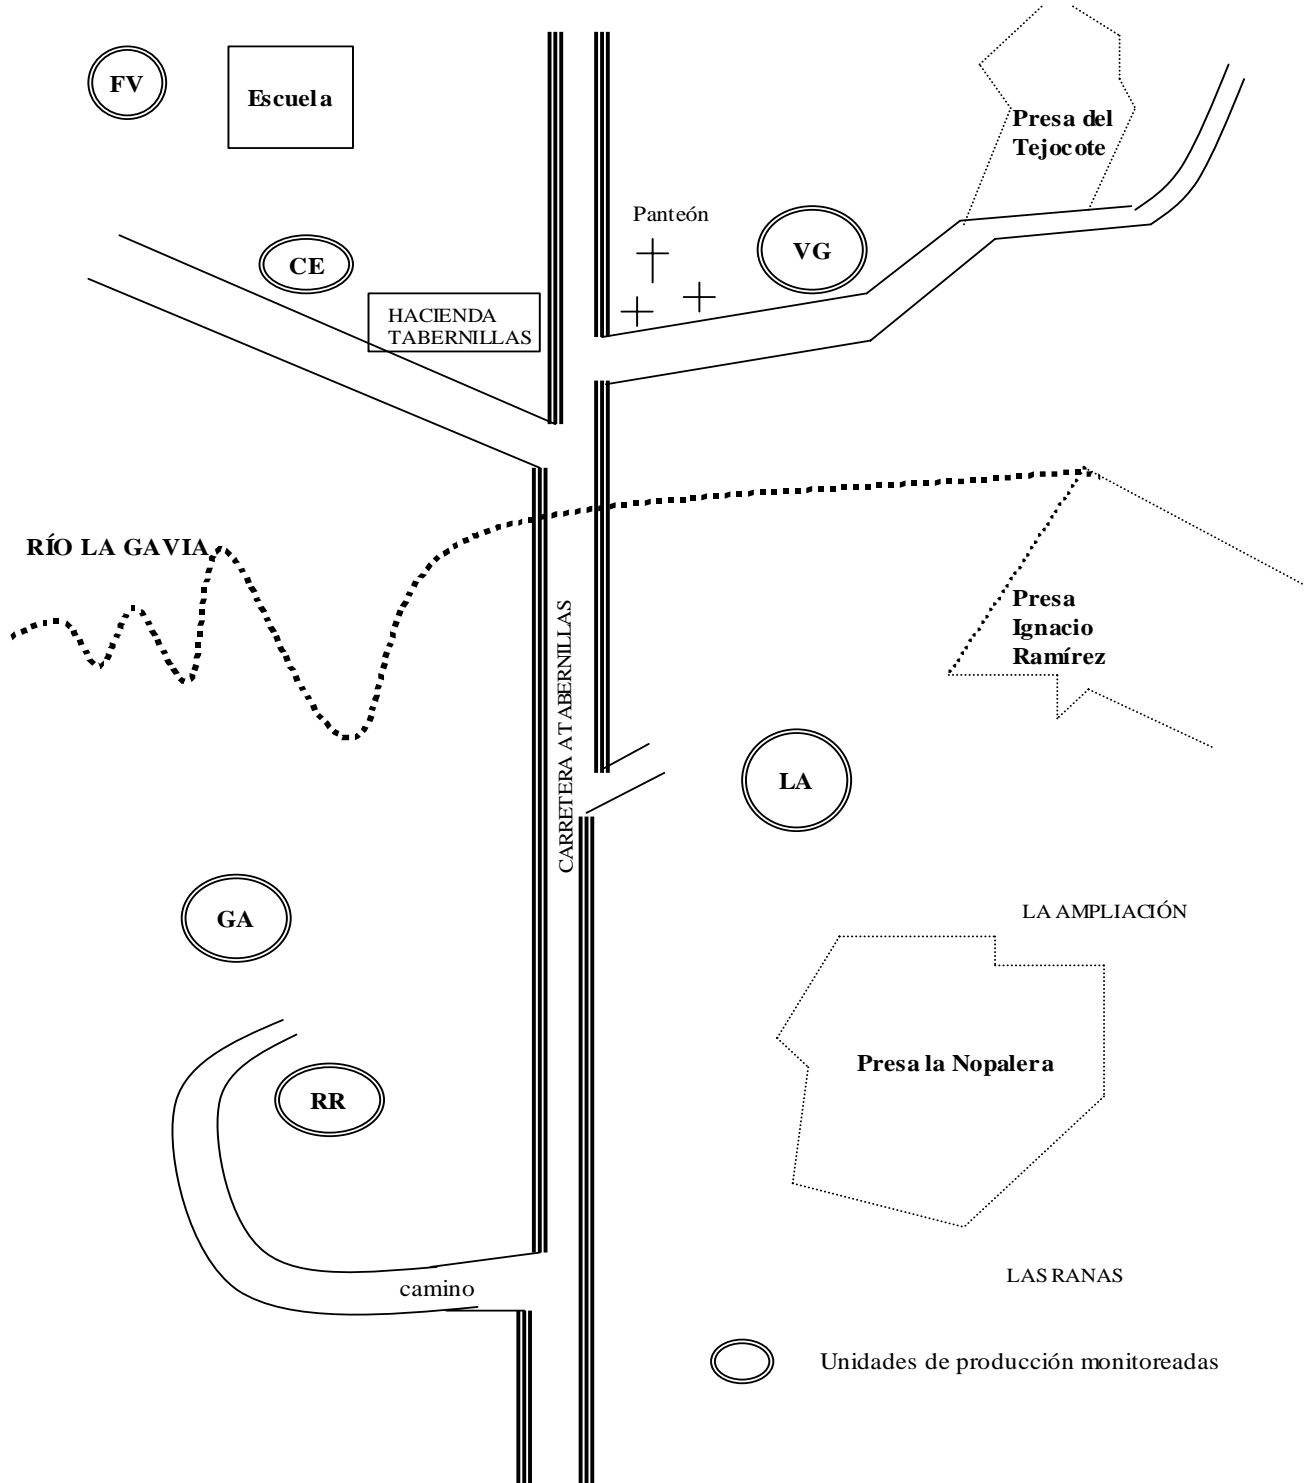 FV
Escuela
Presa del
Tejocote
Panteón
CE
VG
HACIENDA
TABERNILLAS
RÍO LA GAVIA
Presa
Ignacio
Ramírez
CARRETERA A TABERNILLAS
LA
GA
LA AMPLIACIÓN
Presa la Nopalera
RR
LAS RANAS
camino
Unidades de producción monitoreadas